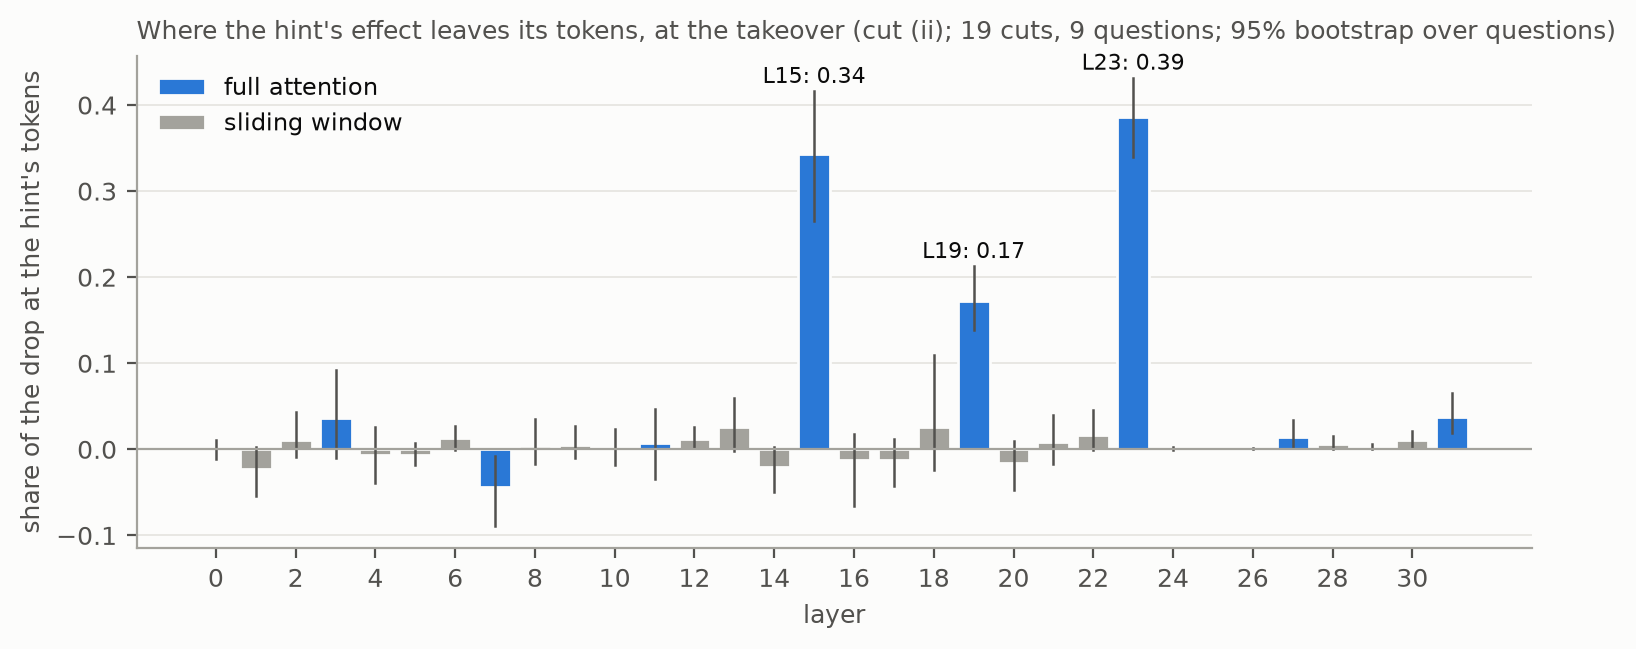 Where the hint's effect leaves its tokens, at the takeover (cut (ii); 19 cuts, 9 questions; 95% bootstrap over questions)
full attention
sliding window
L15: 0.34
L19: 0.17
L23: 0.39
share of the drop at the hint's tokens
0.4
0.3
0.2
0.1
0.0
−0.1
0 2 4 6 8 10 12 14 16 18 20 22 24 26 28 30
layer